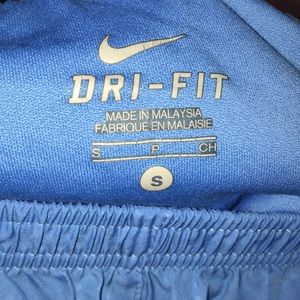 DRI-FIT
MADE IN MALAYSIA
FABRIQUE EN MALAISIE
S P CH
S